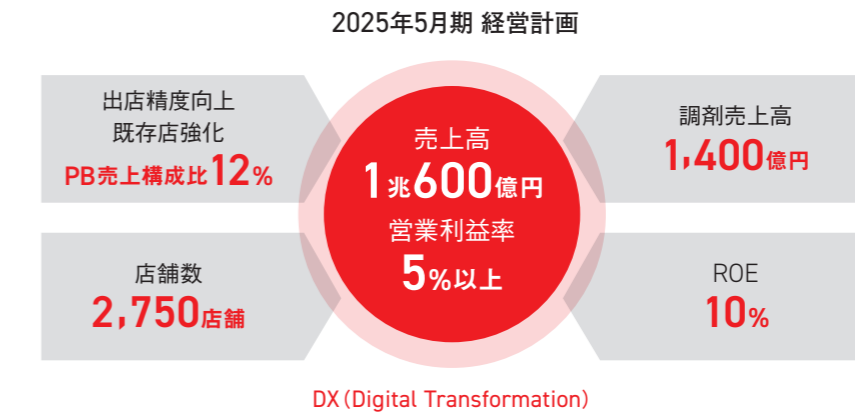 2025年5月期 経営計画
出店精度向上
既存店強化
PB売上構成比12%
店舗数
2,750店舗
売上高
1兆600億円
営業利益率
5%以上
調剤売上高
1,400億円
ROE
10%
DX(Digital Transformation)